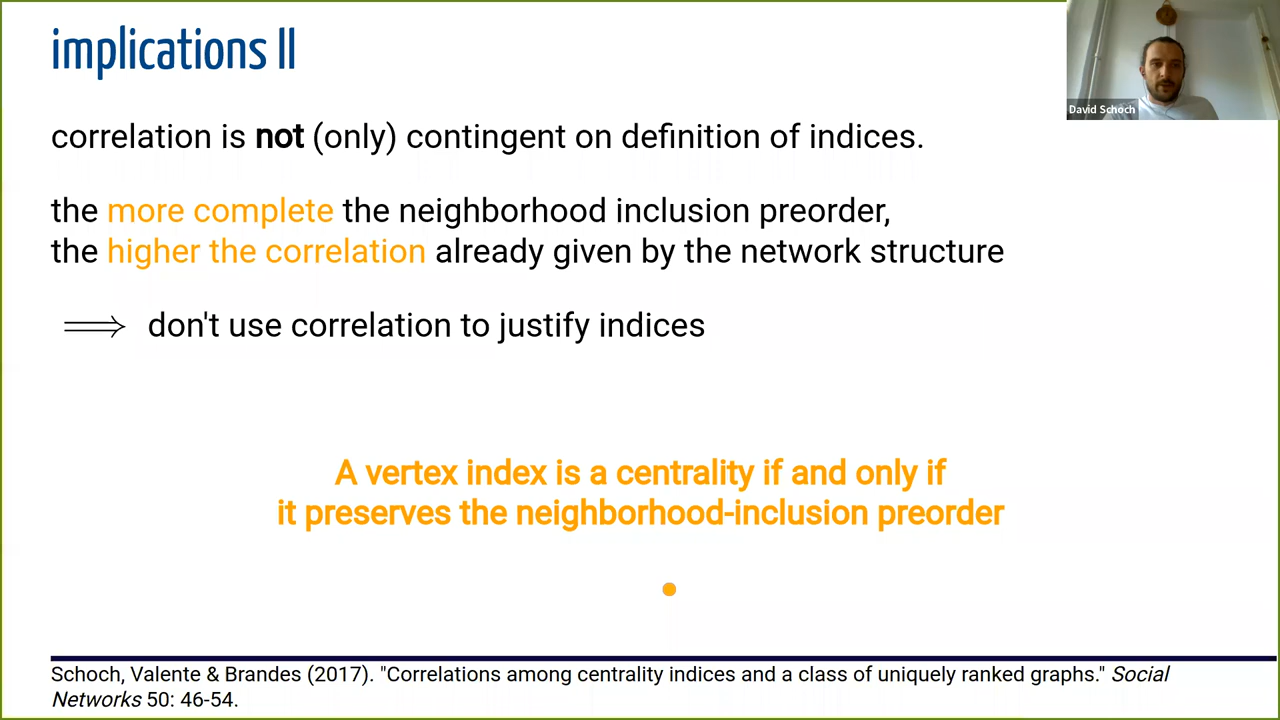 implications II
David Schoch
correlation is not (only) contingent on definition of indices.
the more complete the neighborhood inclusion preorder,
the higher the correlation already given by the network structure
⟹ don't use correlation to justify indices
A vertex index is a centrality if and only if
it preserves the neighborhood-inclusion preorder
Schoch, Valente & Brandes (2017). "Correlations among centrality indices and a class of uniquely ranked graphs." Social
Networks 50: 46-54.